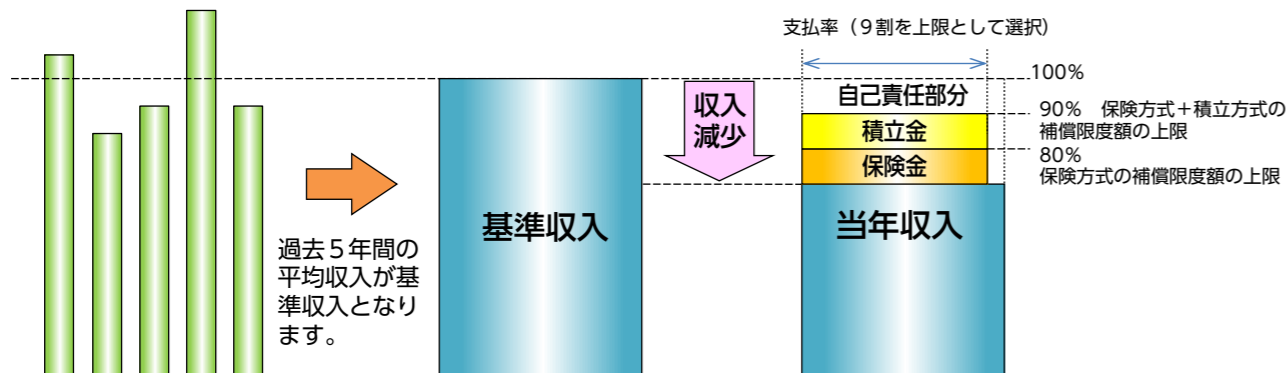 支払率（９割を上限として選択）
100%
収入
減少
自己責任部分
90%　保険方式＋積立方式の
補償限度額の上限
積立金
80%
保険方式の補償限度額の上限
保険金
基準収入
当年収入
過去５年間の
平均収入が基
準収入となり
ます。